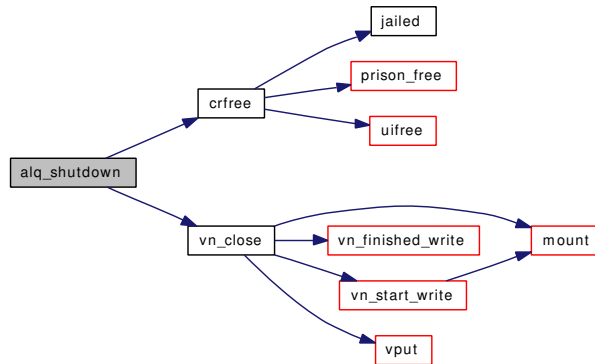 jailed
prison_free
crfree
uifree
alq_shutdown
vn_close
vn_finished_write
mount
vn_start_write
vput